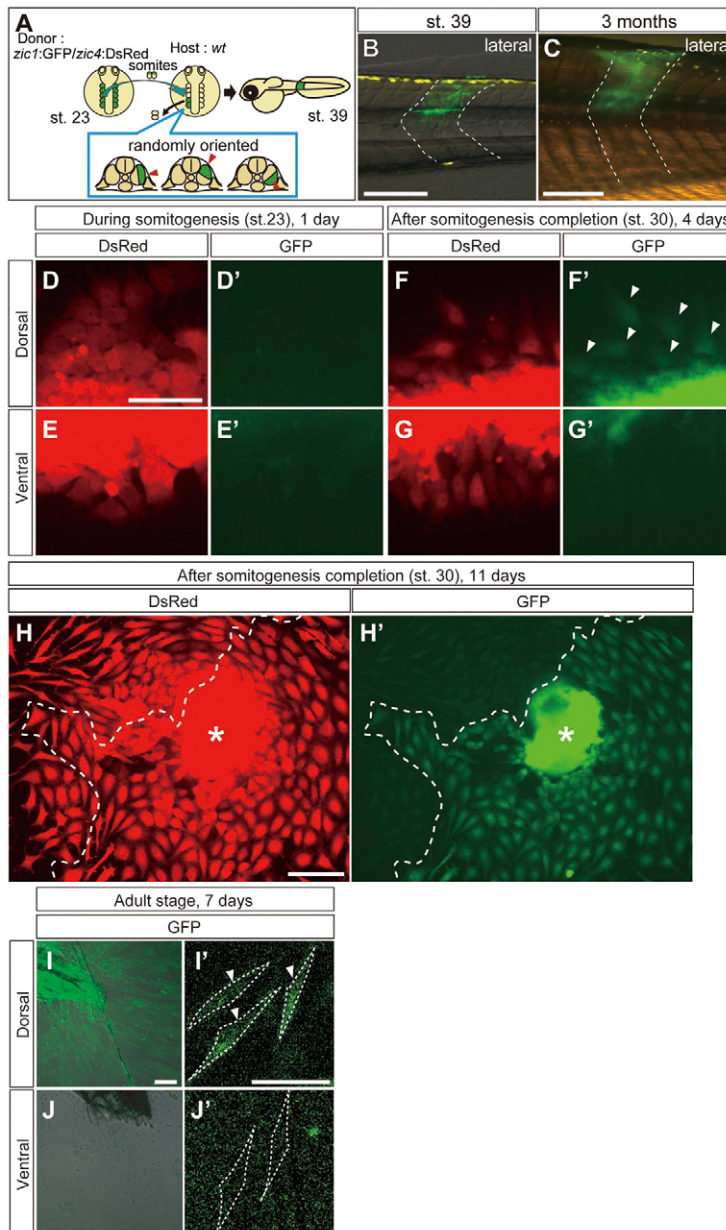 A
Donor :
zic1:GFP/zic4:DsRed
somites
Host : wt
st. 23
st. 39
randomly oriented
st. 39
B
lateral
3 months
C
lateral
During somitogenesis (st.23), 1 day
After somitogenesis completion (st. 30), 4 days
DsRed
GFP
DsRed
GFP
Dorsal
D
D'
F
F'
Ventral
E
E'
G
G'
After somitogenesis completion (st. 30), 11 days
DsRed
GFP
H
*
H'
*
Adult stage, 7 days
GFP
Dorsal
I
I'
Ventral
J
J'